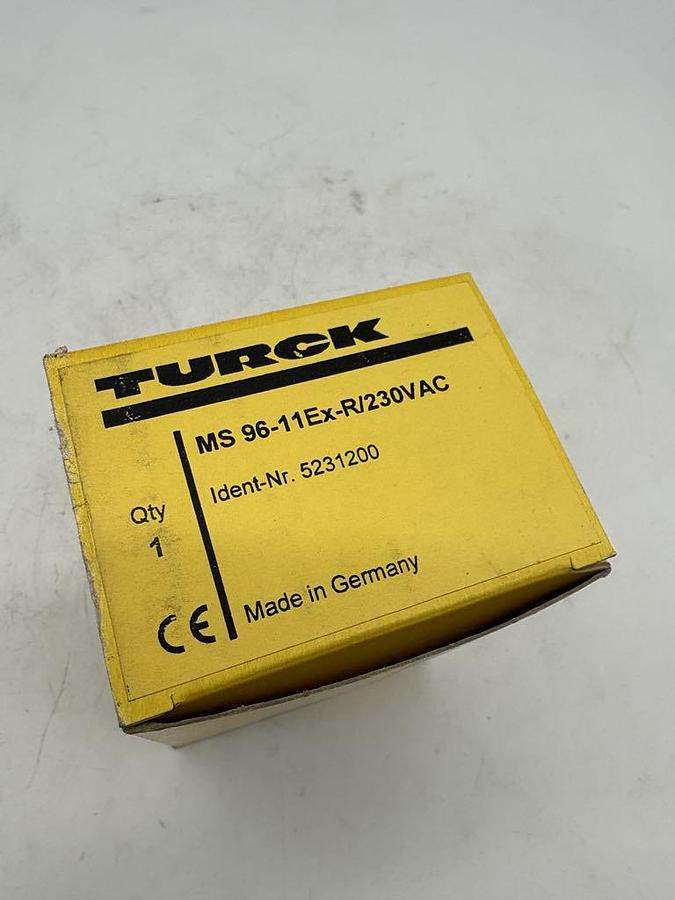 TURCK
MS 96-11Ex-R/230VAC
Ident-Nr. 5231200
Qty
1
CE Made in Germany